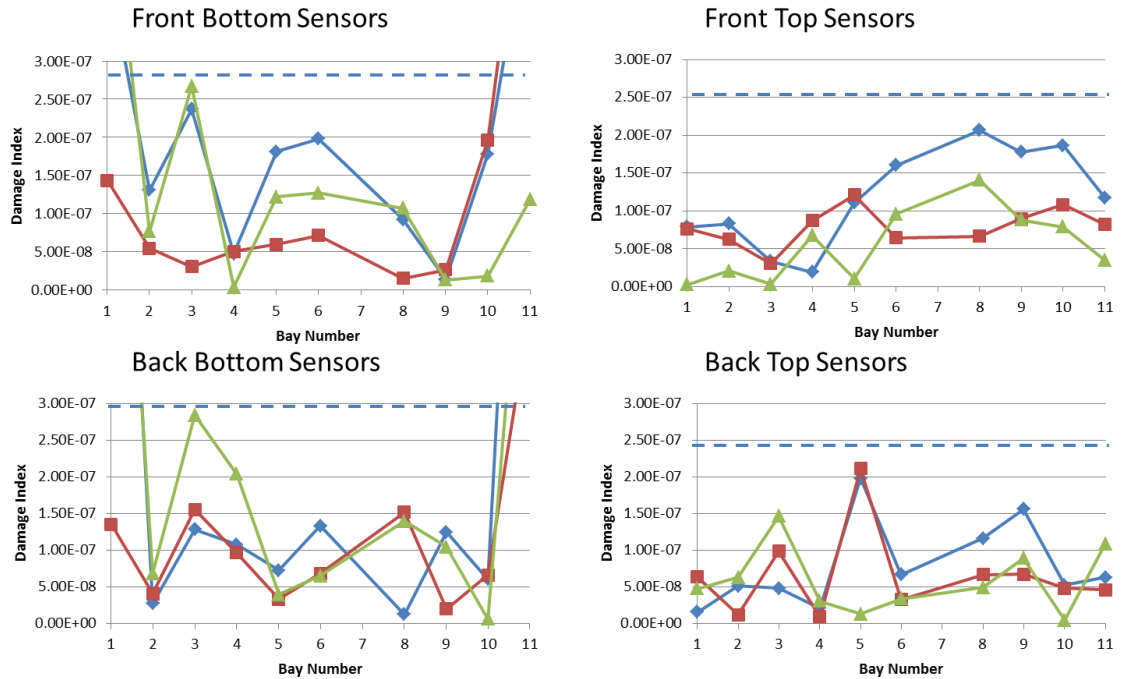 Front Bottom Sensors
3.00E-07
2.50E-07
2.00E-07
1.50E-07
1.00E-07
5.00E-08
0.00E+00
Damage Index
1 2 3 4 5 6 7 8 9 10 11
Bay Number
Front Top Sensors
3.00E-07
2.50E-07
2.00E-07
1.50E-07
1.00E-07
5.00E-08
0.00E+00
Damage Index
1 2 3 4 5 6 7 8 9 10 11
Bay Number
Back Bottom Sensors
3.00E-07
2.50E-07
2.00E-07
1.50E-07
1.00E-07
5.00E-08
0.00E+00
Damage Index
1 2 3 4 5 6 7 8 9 10 11
Bay Number
Back Top Sensors
3.00E-07
2.50E-07
2.00E-07
1.50E-07
1.00E-07
5.00E-08
0.00E+00
Damage Index
1 2 3 4 5 6 7 8 9 10 11
Bay Number